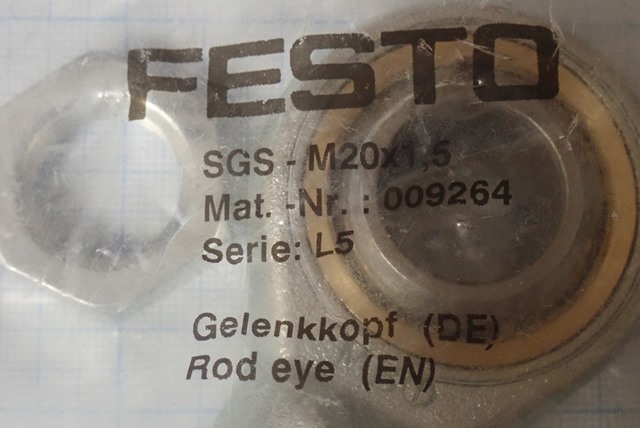 FESTO
SGS - M20x1,5
Mat. -Nr. : 009264
Serie: L5
Gelenkkopf (DE)
Rod eye (EN)